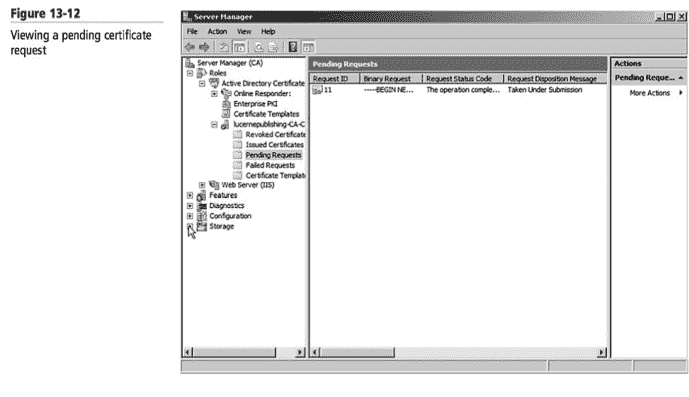 Figure 13-12
Viewing a pending certificate
request
Server Manager
File Action View Help
Server Manager (CA)
Roles
Active Directory Certificate
Online Responder:
Enterprise PKI
Certificate Templates
lucernepublishing-CA-C
Revoked Certificate
Issued Certificates
Pending Requests
Failed Requests
Certificate Templat
Web Server (IIS)
Features
Diagnostics
Configuration
Storage
Pending Requests
Request ID Binary Request Request Status Code Request Disposition Message
11 -----BEGIN NE... The operation comple... Taken Under Submission
Actions
Pending Reque...
More Actions